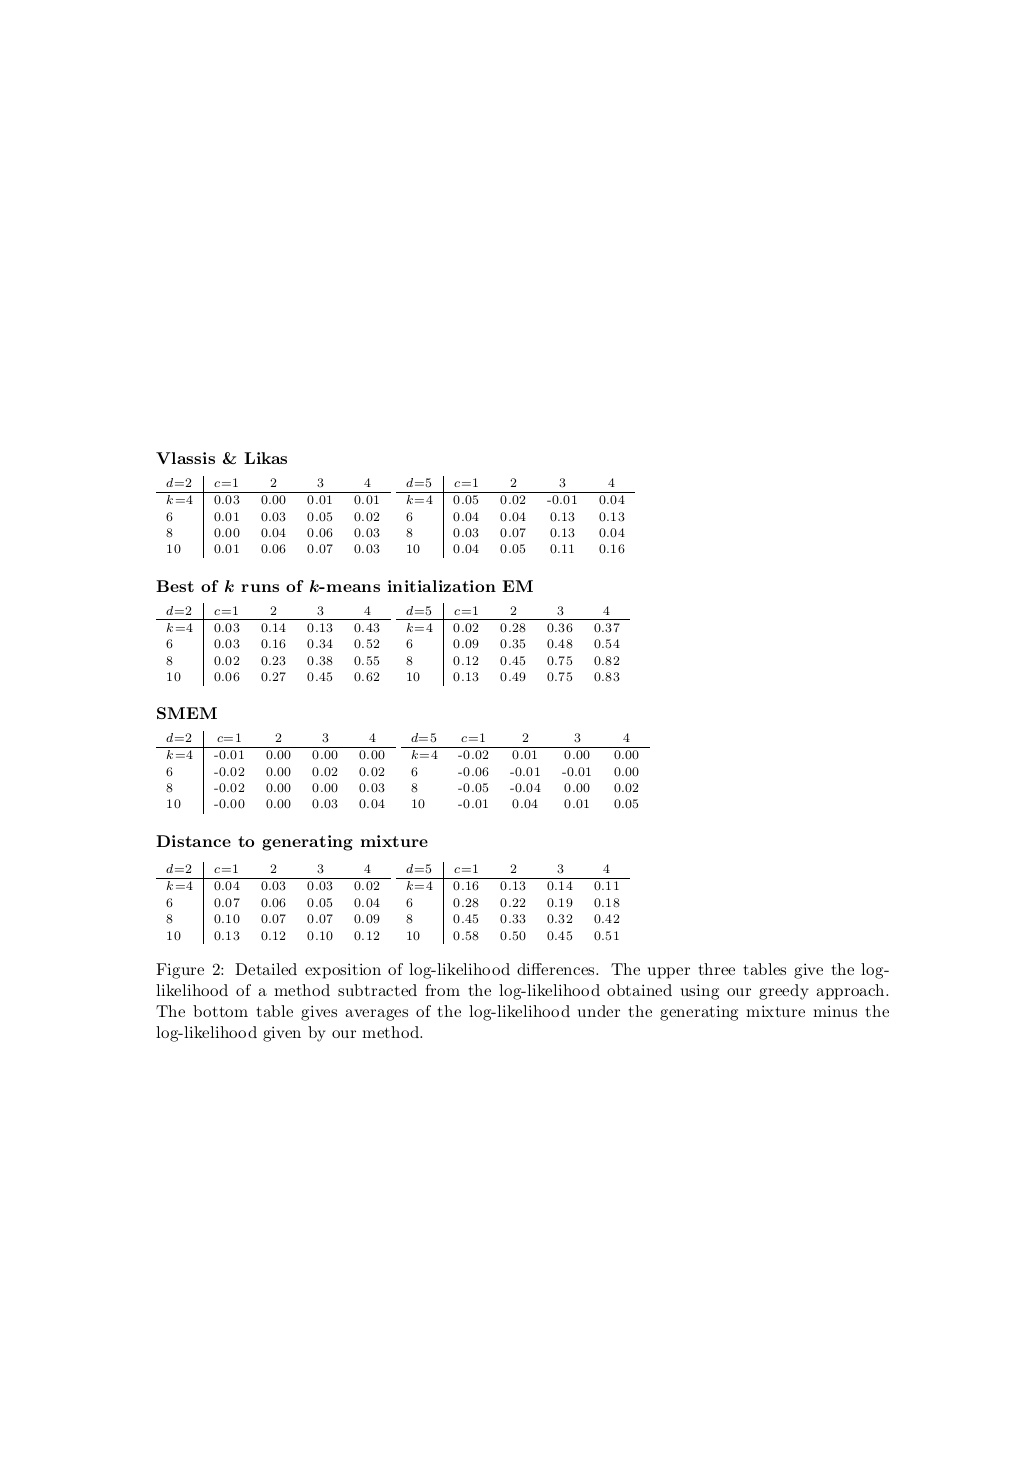 Vlassis & Likas
d=2 c=1 2 3 4 d=5 c=1 2 3 4
k=4 0.03 0.00 0.01 0.01 k=4 0.05 0.02 -0.01 0.04
6 0.01 0.03 0.05 0.02 6 0.04 0.04 0.13 0.13
8 0.00 0.04 0.06 0.03 8 0.03 0.07 0.13 0.04
10 0.01 0.06 0.07 0.03 10 0.04 0.05 0.11 0.16
Best of k runs of k-means initialization EM
d=2 c=1 2 3 4 d=5 c=1 2 3 4
k=4 0.03 0.14 0.13 0.43 k=4 0.02 0.28 0.36 0.37
6 0.03 0.16 0.34 0.52 6 0.09 0.35 0.48 0.54
8 0.02 0.23 0.38 0.55 8 0.12 0.45 0.75 0.82
10 0.06 0.27 0.45 0.62 10 0.13 0.49 0.75 0.83
SMEM
d=2 c=1 2 3 4 d=5 c=1 2 3 4
k=4 -0.01 0.00 0.00 0.00 k=4 -0.02 0.01 0.00 0.00
6 -0.02 0.00 0.02 0.02 6 -0.06 -0.01 -0.01 0.00
8 -0.02 0.00 0.00 0.03 8 -0.05 -0.04 0.00 0.02
10 -0.00 0.00 0.03 0.04 10 -0.01 0.04 0.01 0.05
Distance to generating mixture
d=2 c=1 2 3 4 d=5 c=1 2 3 4
k=4 0.04 0.03 0.03 0.02 k=4 0.16 0.13 0.14 0.11
6 0.07 0.06 0.05 0.04 6 0.28 0.22 0.19 0.18
8 0.10 0.07 0.07 0.09 8 0.45 0.33 0.32 0.42
10 0.13 0.12 0.10 0.12 10 0.58 0.50 0.45 0.51
Figure 2: Detailed exposition of log-likelihood differences. The upper three tables give the log-
likelihood of a method subtracted from the log-likelihood obtained using our greedy approach.
The bottom table gives averages of the log-likelihood under the generating mixture minus the
log-likelihood given by our method.